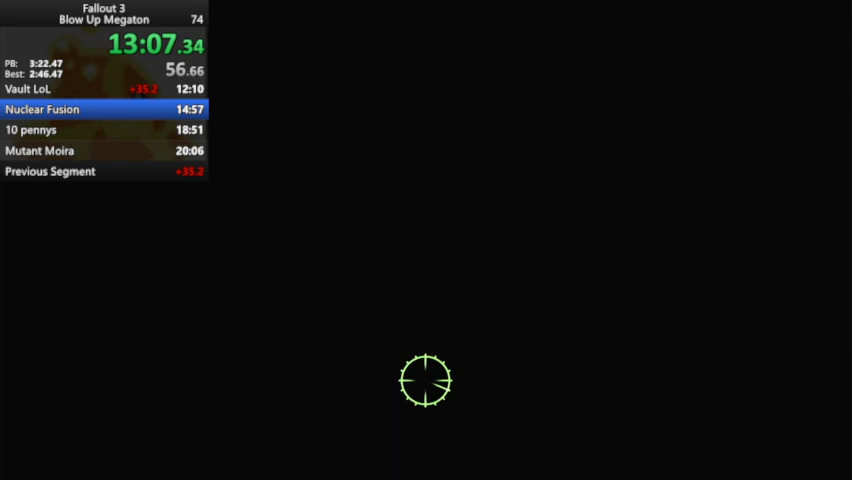 Fallout 3
Blow Up Megaton 74
13:07.34
PB: 3:22.47
Best: 2:46.47
56.66
Vault LoL +35.2 12:10
Nuclear Fusion 14:57
10 pennys 18:51
Mutant Moira 20:06
Previous Segment +35.2